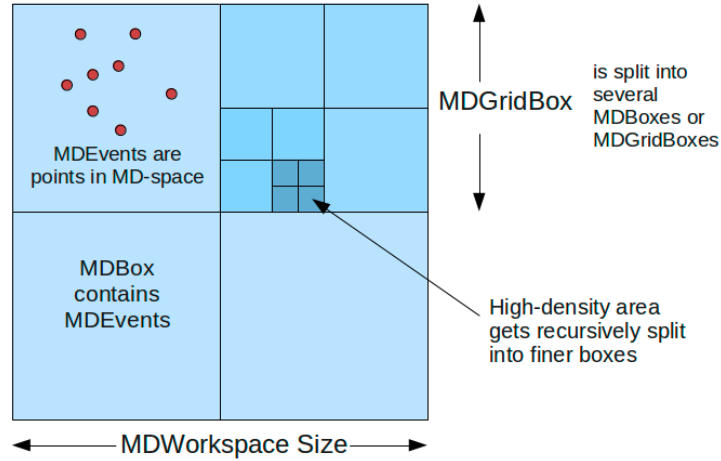 MDEvents are
points in MD-space
MDGridBox
is split into
several
MDBoxes or
MDGridBoxes
MDBox
contains
MDEvents
High-density area
gets recursively split
into finer boxes
MDWorkspace Size